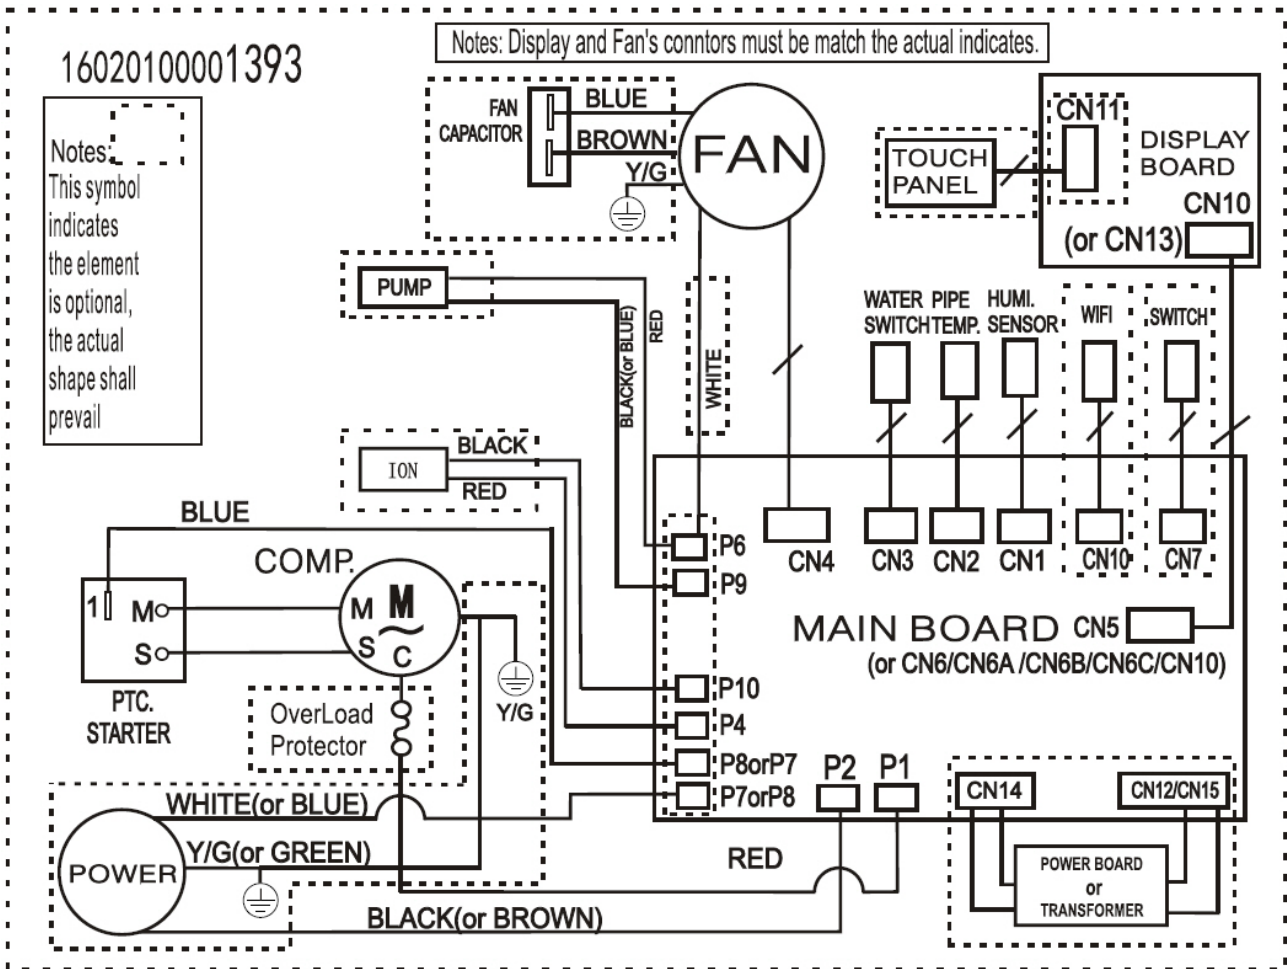 Notes: Display and Fan's conntors must be match the actual indicates.
16020100001393
Notes:
This symbol
indicates
the element
is optional,
the actual
shape shall
prevail
FAN
CAPACITOR
BLUE
BROWN
Y/G
FAN
TOUCH
PANEL
CN11
DISPLAY
BOARD
CN10
(or CN13)
PUMP
BLACK(or BLUE)
RED
WHITE
WATER
SWITCH
PIPE
TEMP.
HUMI.
SENSOR
WIFI
SWITCH
ION
BLACK
RED
BLUE
COMP.
1
M
S
PTC.
STARTER
M
M
S
C
Y/G
OverLoad
Protector
P6
P9
P10
P4
P8orP7
P7orP8
CN4
CN3
CN2
CN1
CN10
CN7
MAIN BOARD
CN5
(or CN6/CN6A /CN6B/CN6C/CN10)
P2
P1
CN14
CN12/CN15
POWER BOARD
or
TRANSFORMER
WHITE(or BLUE)
Y/G(or GREEN)
POWER
BLACK(or BROWN)
RED